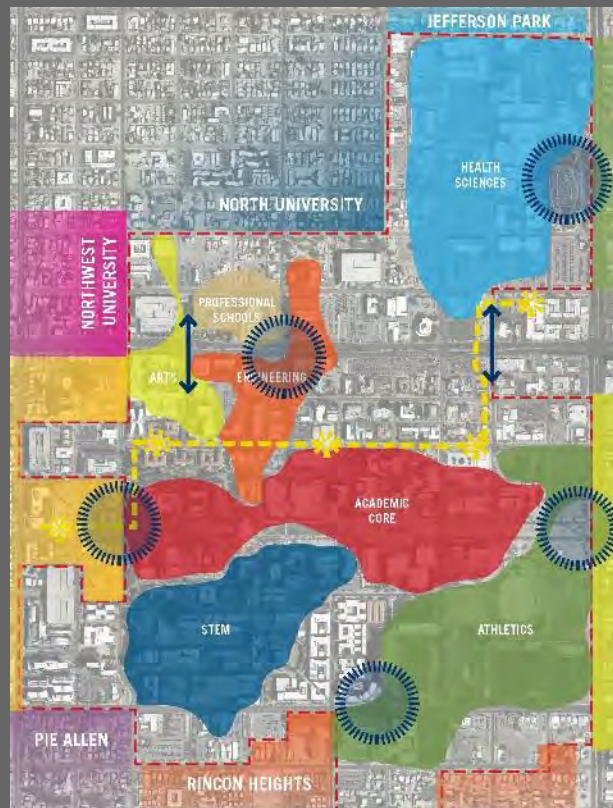 JEFFERSON PARK
HEALTH
SCIENCES
NORTH UNIVERSITY
NORTHWEST
UNIVERSITY
PROFESSIONAL
SCHOOLS
ARTS
ENGINEERING
ACADEMIC
CORE
STEM
ATHLETICS
PIE ALLEN
RINCON HEIGHTS